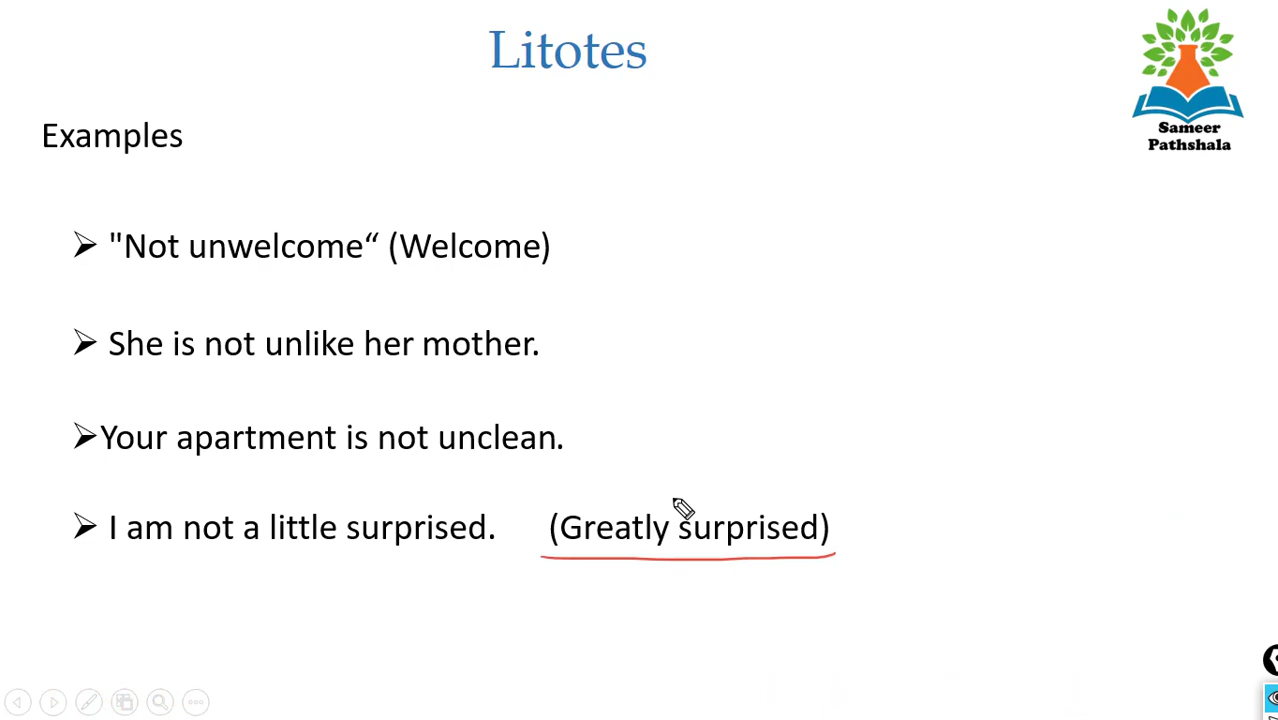 Litotes
Sameer
Pathshala
Examples
➢ "Not unwelcome“ (Welcome)
➢ She is not unlike her mother.
➢Your apartment is not unclean.
➢ I am not a little surprised. (Greatly surprised)